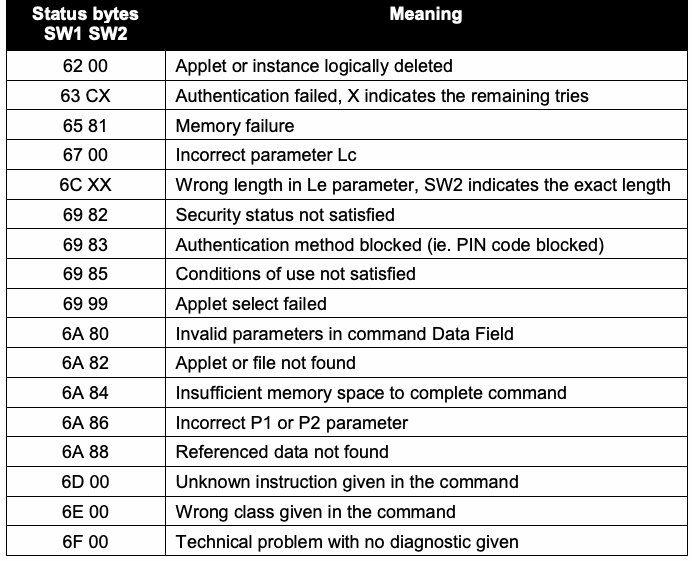 Status bytes Meaning
SW1 SW2
62 00 Applet or instance logically deleted
63 CX Authentication failed, X indicates the remaining tries
65 81 Memory failure
67 00 Incorrect parameter Lc
6C XX Wrong length in Le parameter, SW2 indicates the exact length
69 82 Security status not satisfied
69 83 Authentication method blocked (ie. PIN code blocked)
69 85 Conditions of use not satisfied
69 99 Applet select failed
6A 80 Invalid parameters in command Data Field
6A 82 Applet or file not found
6A 84 Insufficient memory space to complete command
6A 86 Incorrect P1 or P2 parameter
6A 88 Referenced data not found
6D 00 Unknown instruction given in the command
6E 00 Wrong class given in the command
6F 00 Technical problem with no diagnostic given